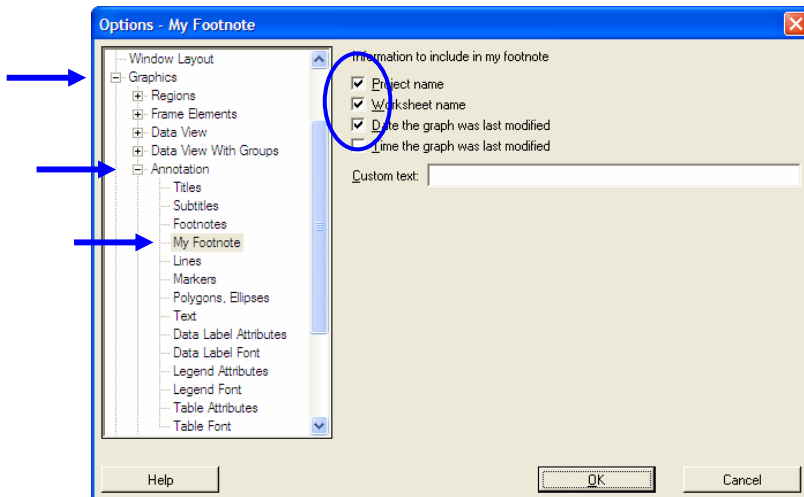 Options - My Footnote
Window Layout
Graphics
Regions
Frame Elements
Data View
Data View With Groups
Annotation
Titles
Subtitles
Footnotes
My Footnote
Lines
Markers
Polygons, Ellipses
Text
Data Label Attributes
Data Label Font
Legend Attributes
Legend Font
Table Attributes
Table Font
Information to include in my footnote
Project name
Worksheet name
Date the graph was last modified
Time the graph was last modified
Custom text:
Help
OK
Cancel